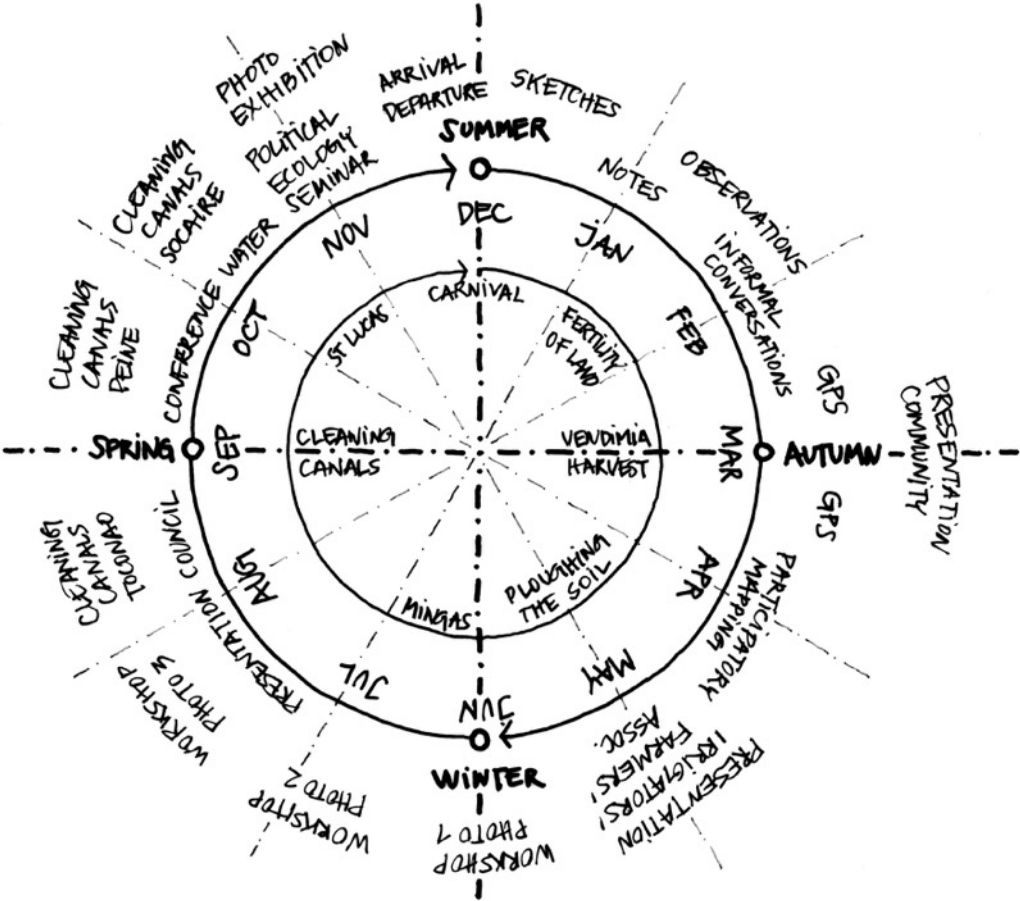 PHOTO
EXHIBITION
POLITICAL
ECOLOGY
SEMINAR
ARRIVAL
DEPARTURE
SKETCHES
SUMMER
NOTES
OBSERVATIONS
INFORMAL
CONVERSATIONS
GPS
PRESENTATION
COMMUNITY
AUTUMN
GPS
PARTICIPATORY
MAPPING
PRESENTATION
IRRIGATORS'
FARMERS'
ASSOC.
WINTER
WORKSHOP
PHOTO 1
WORKSHOP
PHOTO 2
WORKSHOP
PHOTO 3
PRESENTATION COUNCIL
CLEANING
CANALS
TOCONAO
SPRING
CLEANING
CANALS
PEINE
CONFERENCE WATER
CLEANING
CANALS
SOCAIRE
DEC
JAN
FEB
MAR
APR
MAY
JUN
JUL
AUG
SEP
OCT
NOV
CARNIVAL
FERTILITY
OF LAND
VENDIMIA
HARVEST
PLOUGHING
THE SOIL
MINGAS
CLEANING
CANALS
ST LUCAS